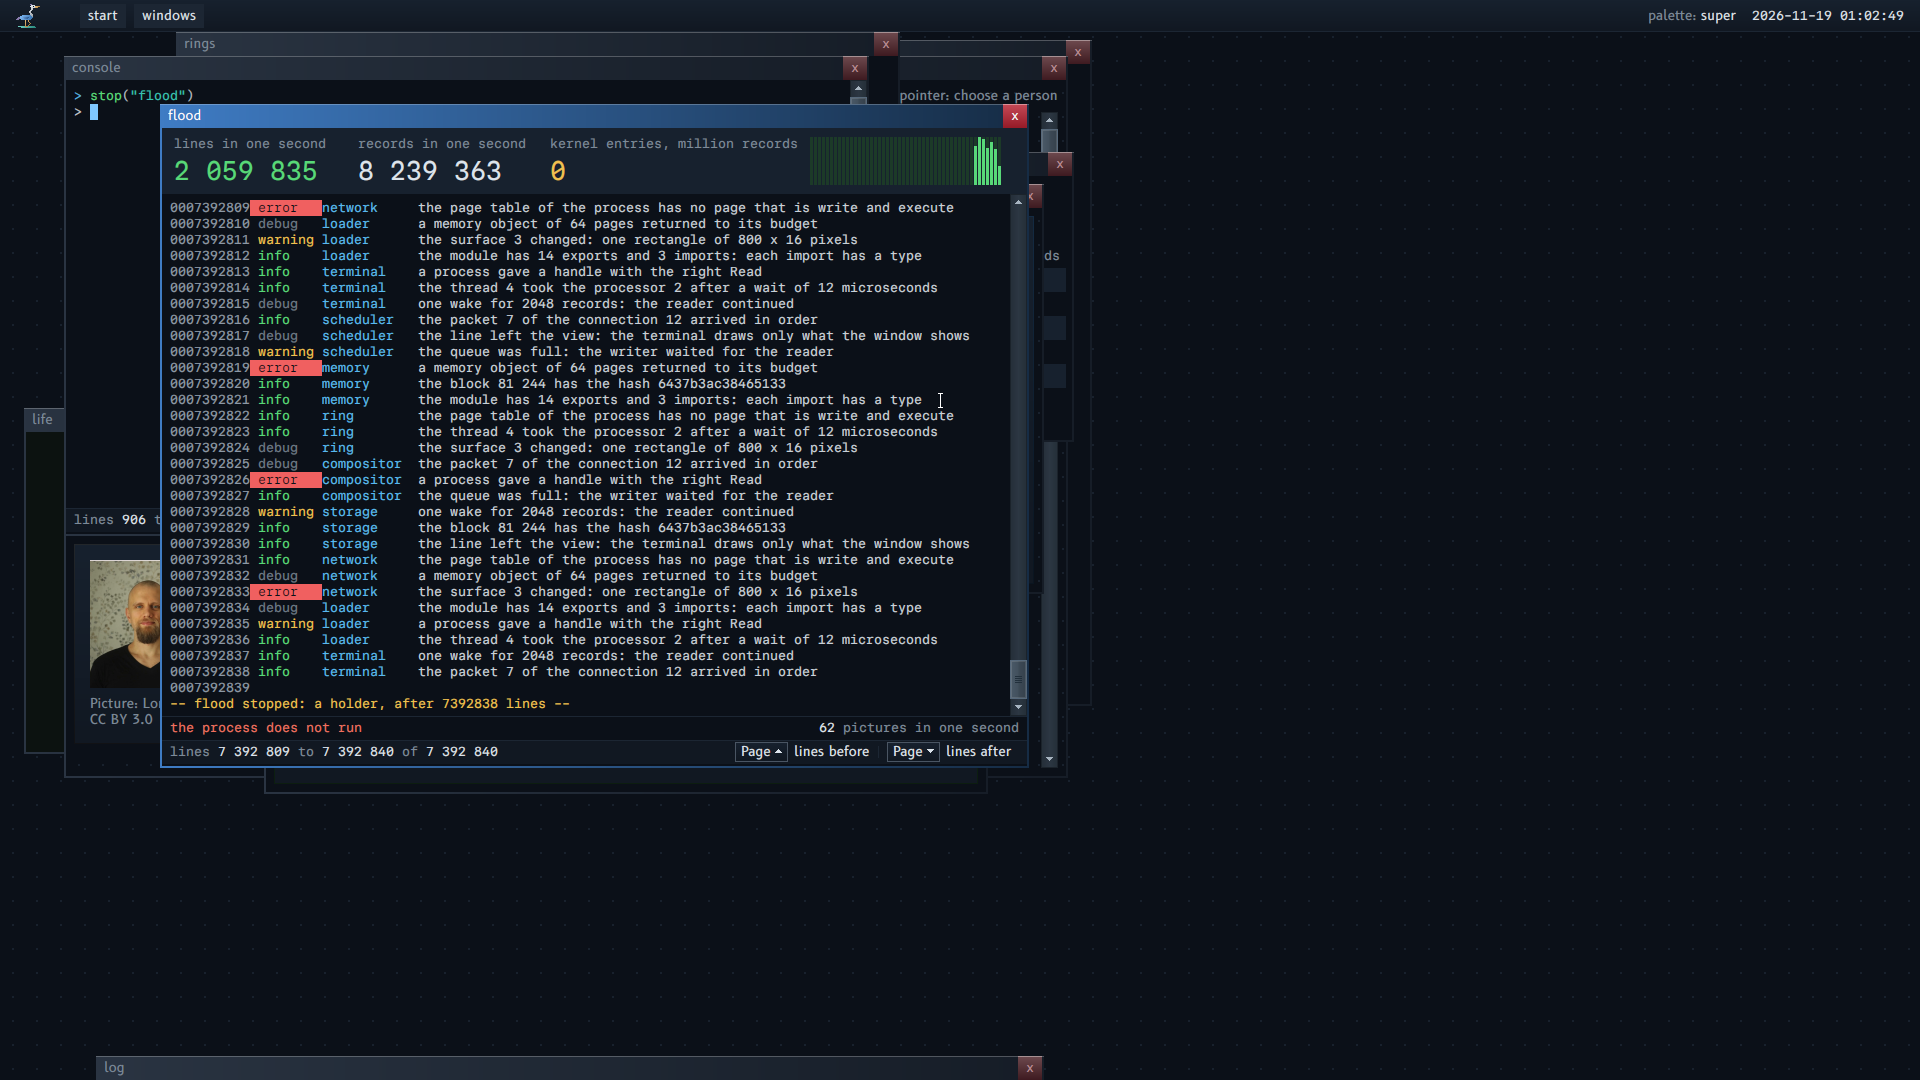 start
windows
palette: super
2026-11-19 01:02:49
rings
x
x
console
x
x
> stop("flood")
>
pointer: choose a person
flood
x
x
x
ds
lines in one second
records in one second
kernel entries, million records
2 059 835
8 239 363
0
0007392809 error network the page table of the process has no page that is write and execute
0007392810 debug loader a memory object of 64 pages returned to its budget
0007392811 warning loader the surface 3 changed: one rectangle of 800 x 16 pixels
0007392812 info loader the module has 14 exports and 3 imports: each import has a type
0007392813 info terminal a process gave a handle with the right Read
0007392814 info terminal the thread 4 took the processor 2 after a wait of 12 microseconds
0007392815 debug terminal one wake for 2048 records: the reader continued
0007392816 info scheduler the packet 7 of the connection 12 arrived in order
0007392817 debug scheduler the line left the view: the terminal draws only what the window shows
0007392818 warning scheduler the queue was full: the writer waited for the reader
0007392819 error memory a memory object of 64 pages returned to its budget
0007392820 info memory the block 81 244 has the hash 6437b3ac38465133
0007392821 info memory the module has 14 exports and 3 imports: each import has a type
0007392822 info ring the page table of the process has no page that is write and execute
0007392823 info ring the thread 4 took the processor 2 after a wait of 12 microseconds
0007392824 debug ring the surface 3 changed: one rectangle of 800 x 16 pixels
0007392825 debug compositor the packet 7 of the connection 12 arrived in order
0007392826 error compositor a process gave a handle with the right Read
0007392827 info compositor the queue was full: the writer waited for the reader
0007392828 warning storage one wake for 2048 records: the reader continued
0007392829 info storage the block 81 244 has the hash 6437b3ac38465133
0007392830 info storage the line left the view: the terminal draws only what the window shows
0007392831 info network the page table of the process has no page that is write and execute
0007392832 debug network a memory object of 64 pages returned to its budget
0007392833 error network the surface 3 changed: one rectangle of 800 x 16 pixels
0007392834 debug loader the module has 14 exports and 3 imports: each import has a type
0007392835 warning loader a process gave a handle with the right Read
0007392836 info loader the thread 4 took the processor 2 after a wait of 12 microseconds
0007392837 info terminal one wake for 2048 records: the reader continued
0007392838 info terminal the packet 7 of the connection 12 arrived in order
0007392839
-- flood stopped: a holder, after 7392838 lines --
the process does not run
62 pictures in one second
lines 7 392 809 to 7 392 840 of 7 392 840
Page lines before
Page lines after
life
lines 906 t
Picture: Lo
CC BY 3.0
log
x